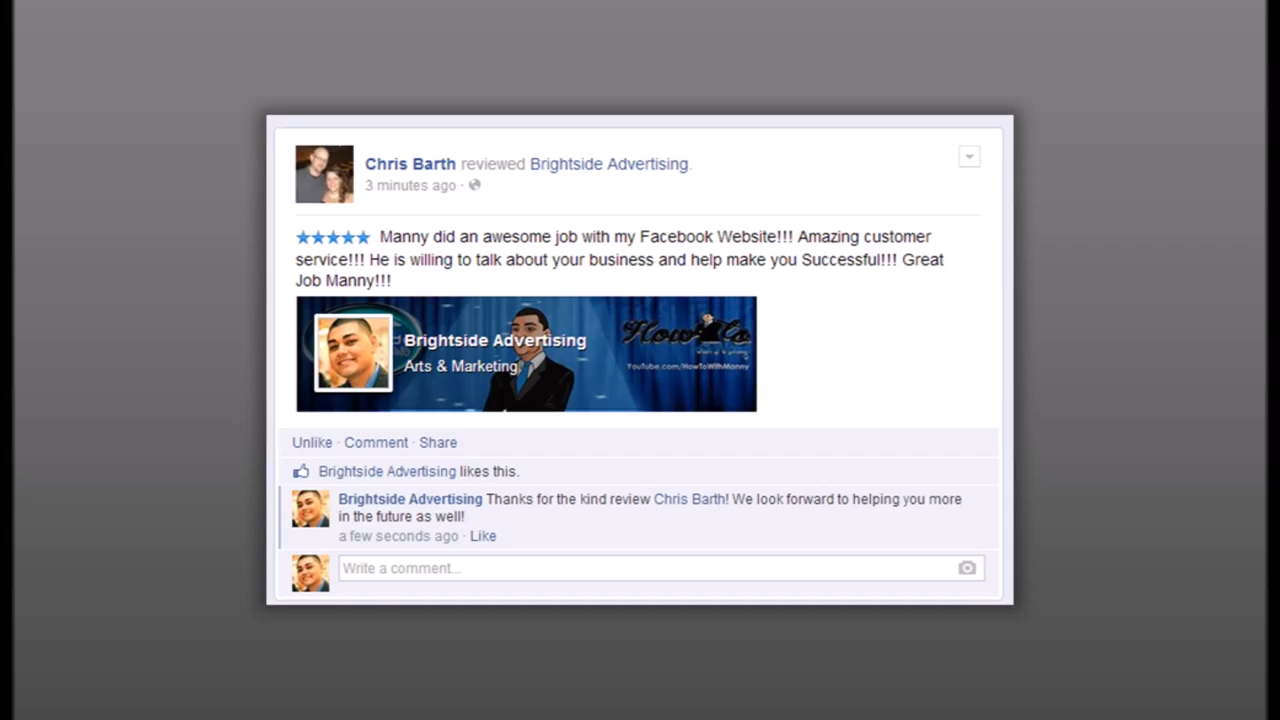 Chris Barth reviewed Brightside Advertising.
3 minutes ago ·
Manny did an awesome job with my Facebook Website!!! Amazing customer
service!!! He is willing to talk about your business and help make you Successful!!! Great
Job Manny!!!
Brightside Advertising
Arts & Marketing
How To
YouTube.com/HowToWithManny
Unlike · Comment · Share
Brightside Advertising likes this.
Brightside Advertising Thanks for the kind review Chris Barth! We look forward to helping you more
in the future as well!
a few seconds ago · Like
Write a comment...